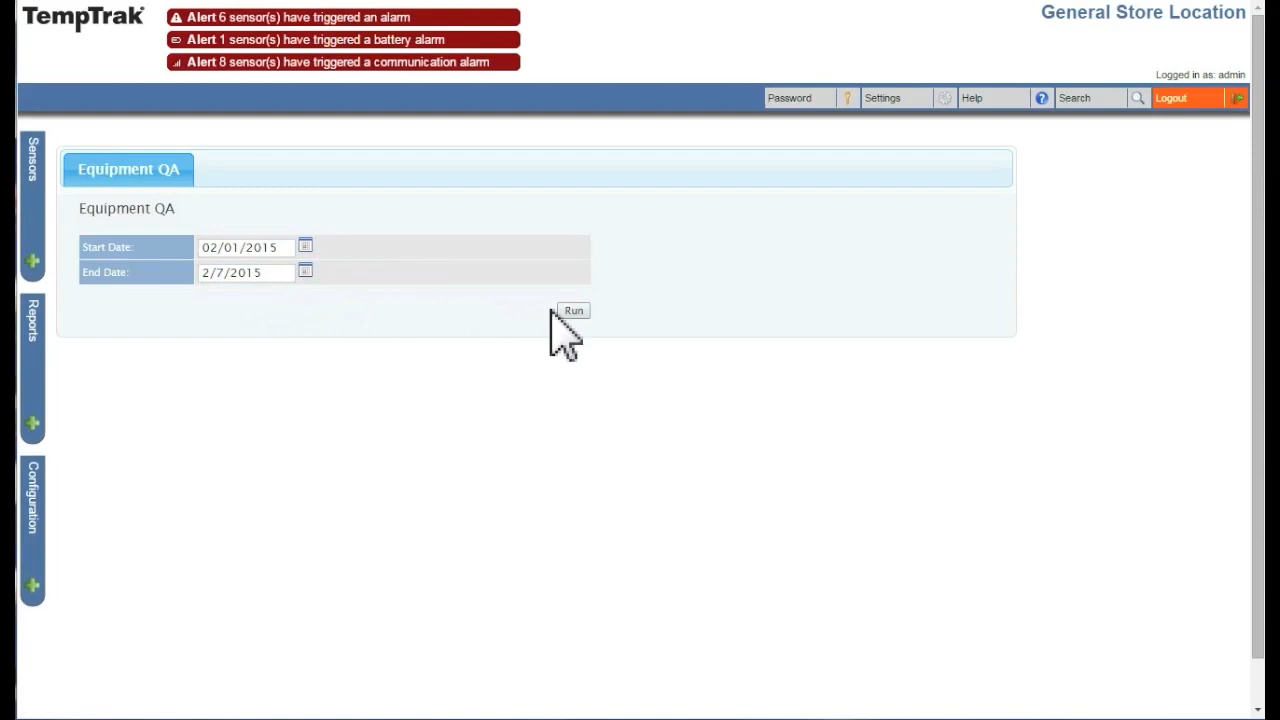 TempTrak
Alert 6 sensor(s) have triggered an alarm
Alert 1 sensor(s) have triggered a battery alarm
Alert 8 sensor(s) have triggered a communication alarm
General Store Location
Logged in as: admin
Password Settings Help Search Logout
Sensors
Reports
Configuration
Equipment QA
Equipment QA
Start Date: 02/01/2015
End Date: 2/7/2015
Run